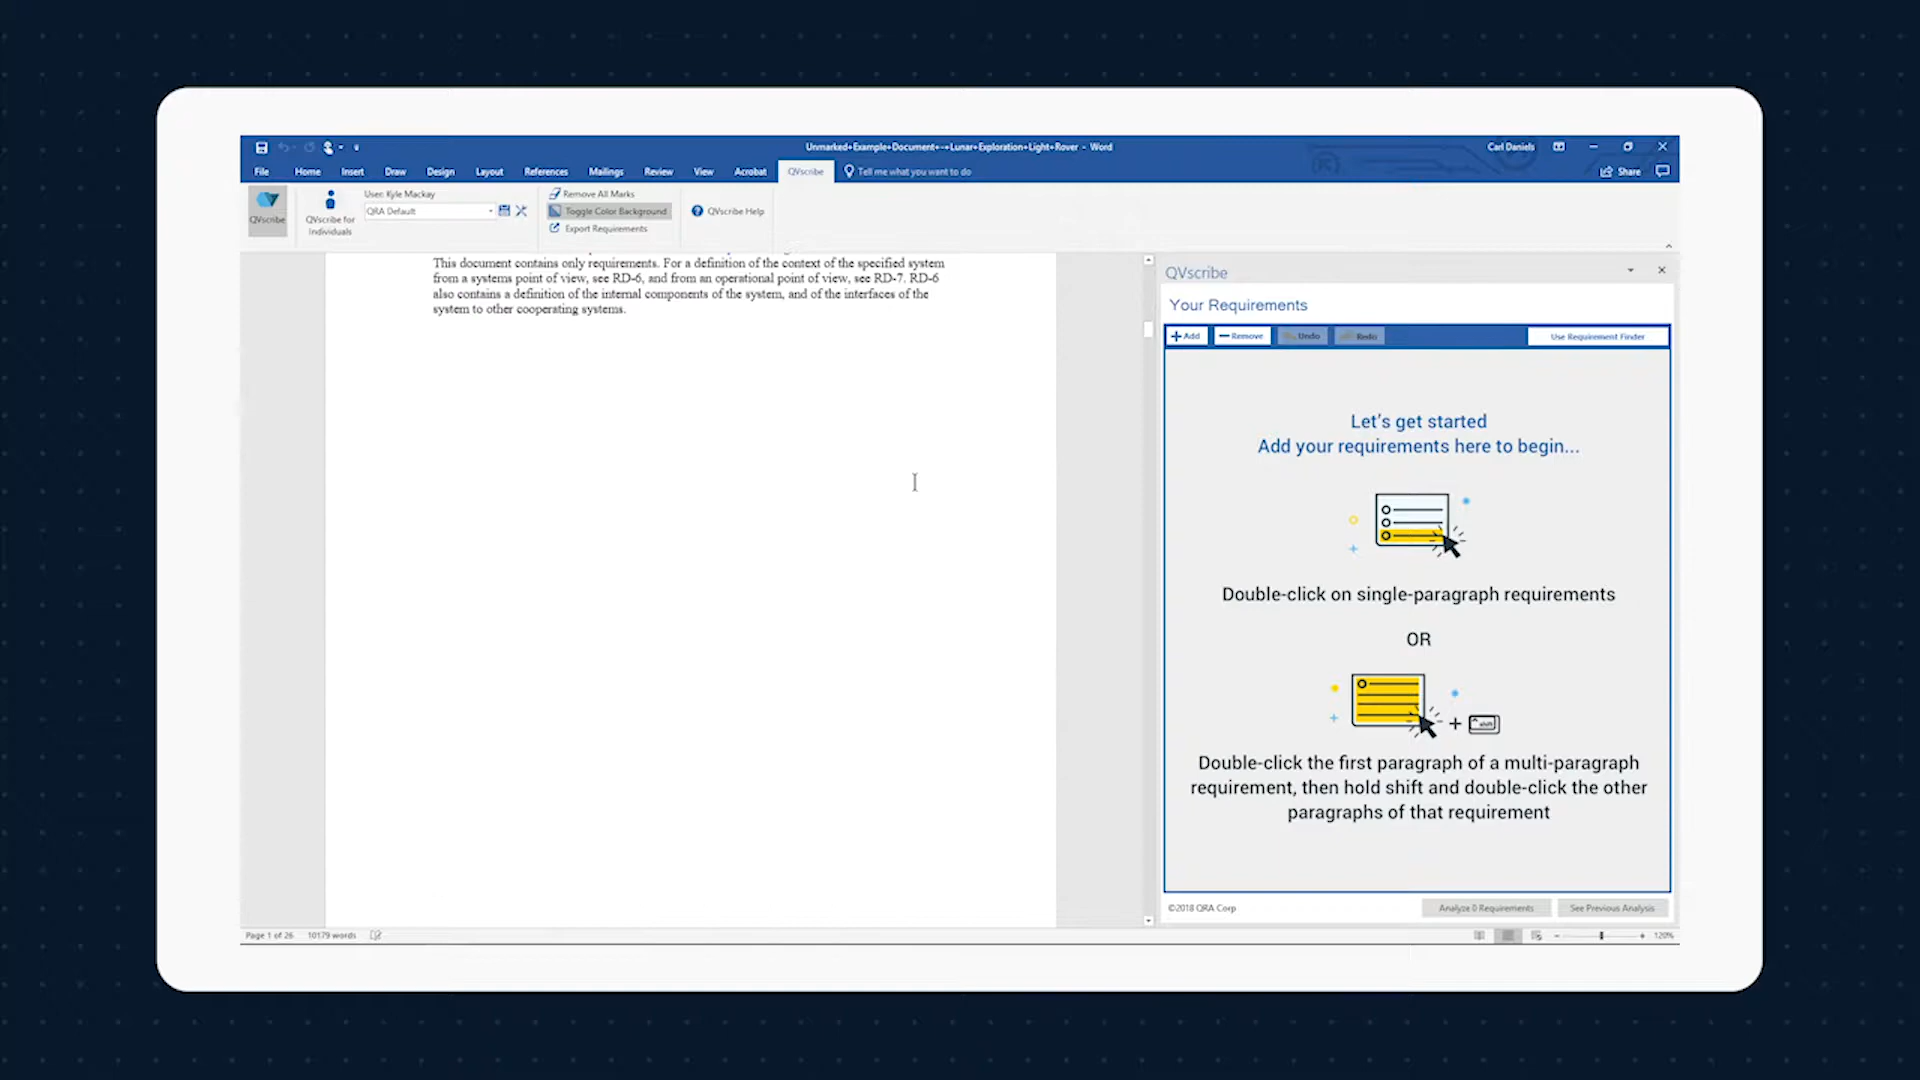 Unmarked+Example+Document+-+Lunar+Exploration+Light+Rover - Word
Carl Daniels
File Home Insert Draw Design Layout References Mailings Review View Acrobat QVscribe Tell me what you want to do
Share
QVscribe
QVscribe for
Individuals
User: Kyle Mackay
QRA Default
Remove All Marks
Toggle Color Background
Export Requirements
QVscribe Help
This document contains only requirements. For a definition of the context of the specified system
from a systems point of view, see RD-6, and from an operational point of view, see RD-7. RD-6
also contains a definition of the internal components of the system, and of the interfaces of the
system to other cooperating systems.
QVscribe
Your Requirements
Add Remove Undo Redo Use Requirement Finder
Let's get started
Add your requirements here to begin...
Double-click on single-paragraph requirements
OR
+ shift
Double-click the first paragraph of a multi-paragraph
requirement, then hold shift and double-click the other
paragraphs of that requirement
©2018 QRA Corp
Analyze 0 Requirements
See Previous Analysis
Page 1 of 26 10179 words
120%